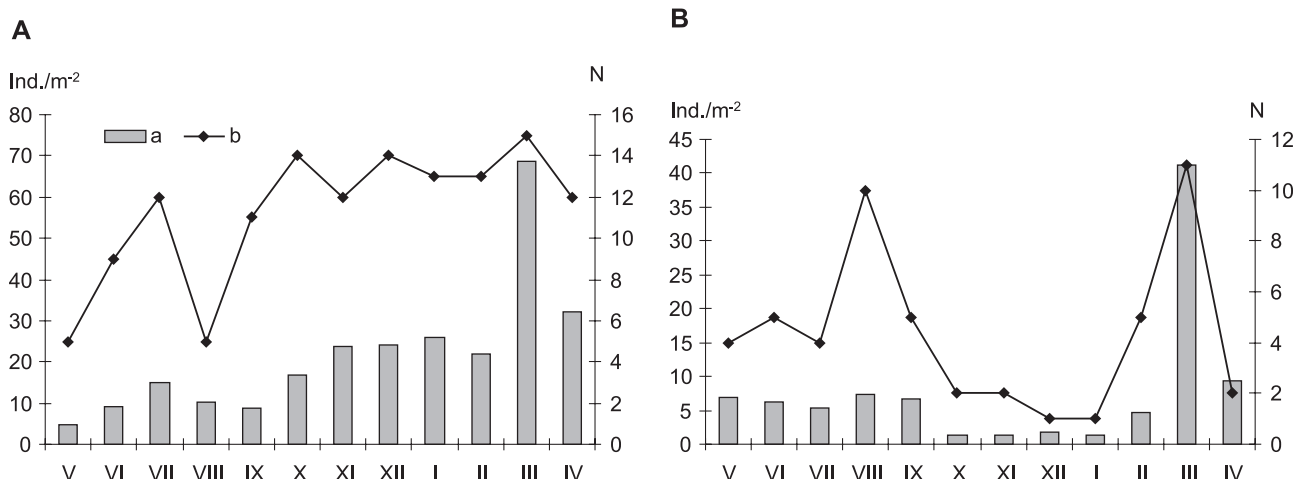 A
Ind./m-2 N
a b
80 16
70 14
60 12
50 10
40 8
30 6
20 4
10 2
0 0
V VI VII VIII IX X XI XII I II III IV
B
Ind./m-2 N
45 12
40
35 10
30 8
25
20 6
15 4
10
5 2
0 0
V VI VII VIII IX X XI XII I II III IV